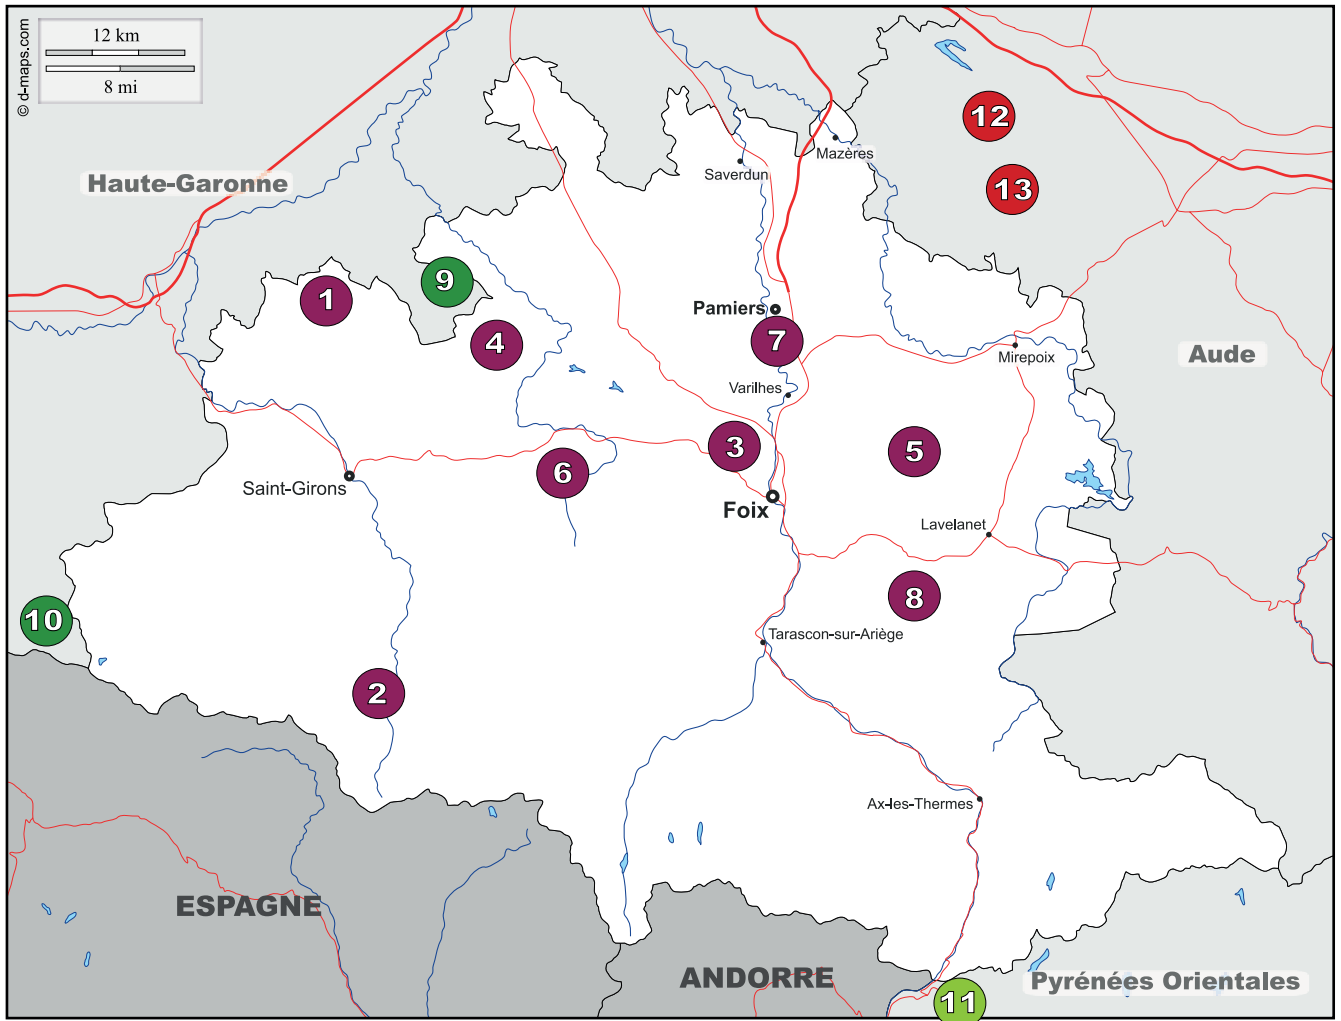 12 km
8 mi
© d-maps.com
12
Mazères
Saverdun
Haute-Garonne
13
9
1
Pamiers
7
4
Mirepoix
Aude
Varilhes
3
5
6
Saint-Girons
Foix
Lavelanet
8
10
Tarascon-sur-Ariège
2
Ax-les-Thermes
ESPAGNE
ANDORRE
Pyrénées Orientales
11